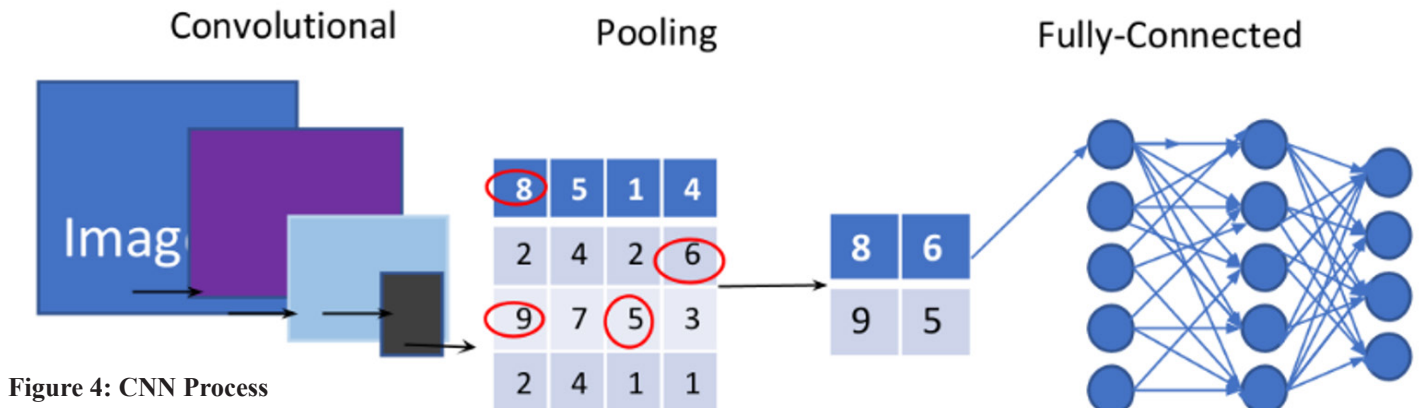 Convolutional
Pooling
Fully-Connected
Imag
8 5 1 4
2 4 2 6
9 7 5 3
2 4 1 1
8 6
9 5
Figure 4: CNN Process